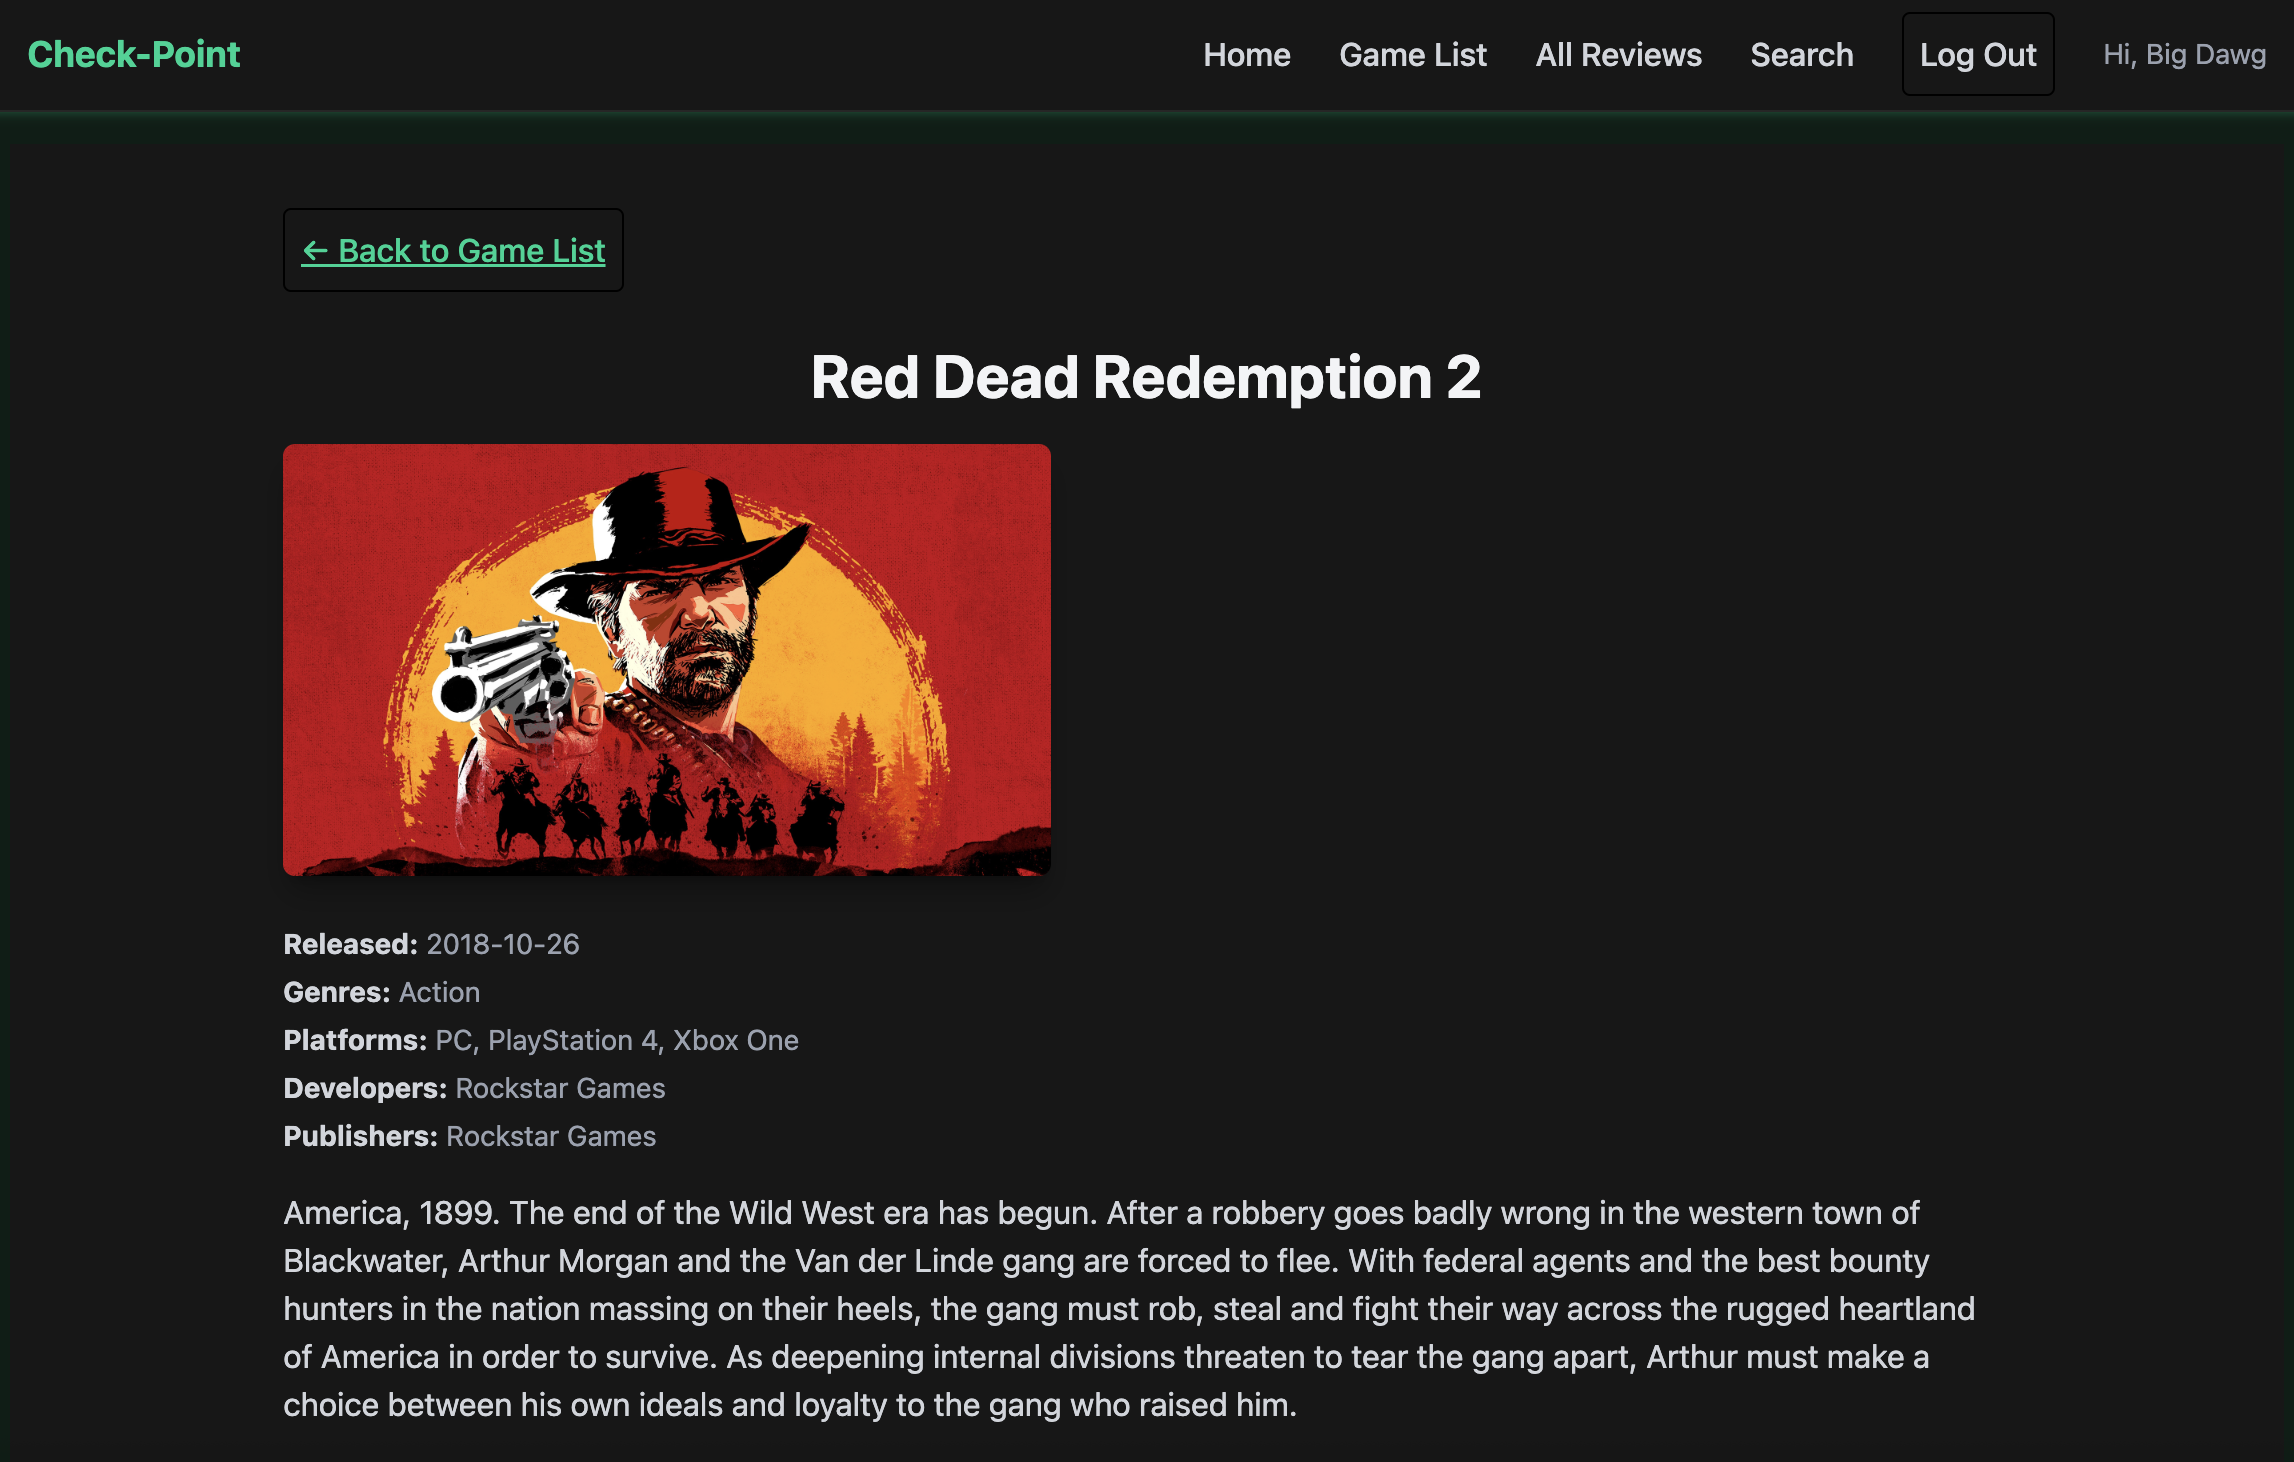 Check-Point
Home Game List All Reviews Search Log Out Hi, Big Dawg
← Back to Game List
Red Dead Redemption 2
Released: 2018-10-26
Genres: Action
Platforms: PC, PlayStation 4, Xbox One
Developers: Rockstar Games
Publishers: Rockstar Games
America, 1899. The end of the Wild West era has begun. After a robbery goes badly wrong in the western town of
Blackwater, Arthur Morgan and the Van der Linde gang are forced to flee. With federal agents and the best bounty
hunters in the nation massing on their heels, the gang must rob, steal and fight their way across the rugged heartland
of America in order to survive. As deepening internal divisions threaten to tear the gang apart, Arthur must make a
choice between his own ideals and loyalty to the gang who raised him.